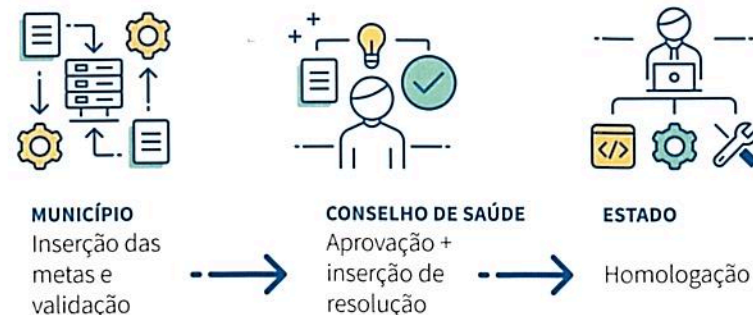 </>
MUNICÍPIO
Inserção das
metas e
validação
CONSELHO DE SAÚDE
Aprovação +
inserção de
resolução
ESTADO
Homologação